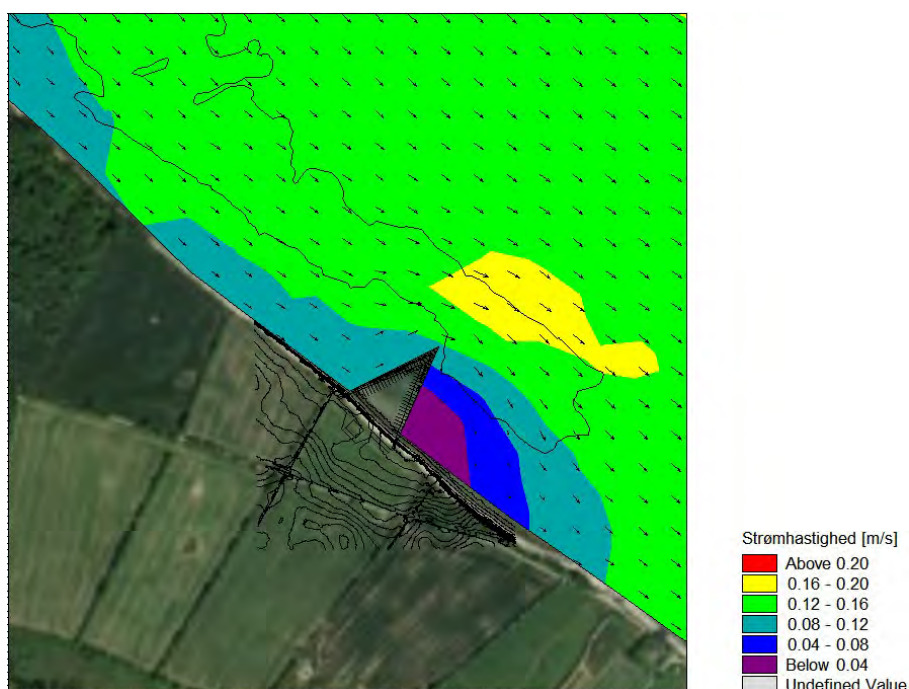 Strømhastighed [m/s]
Above 0.20
0.16 - 0.20
0.12 - 0.16
0.08 - 0.12
0.04 - 0.08
Below 0.04
Undefined Value